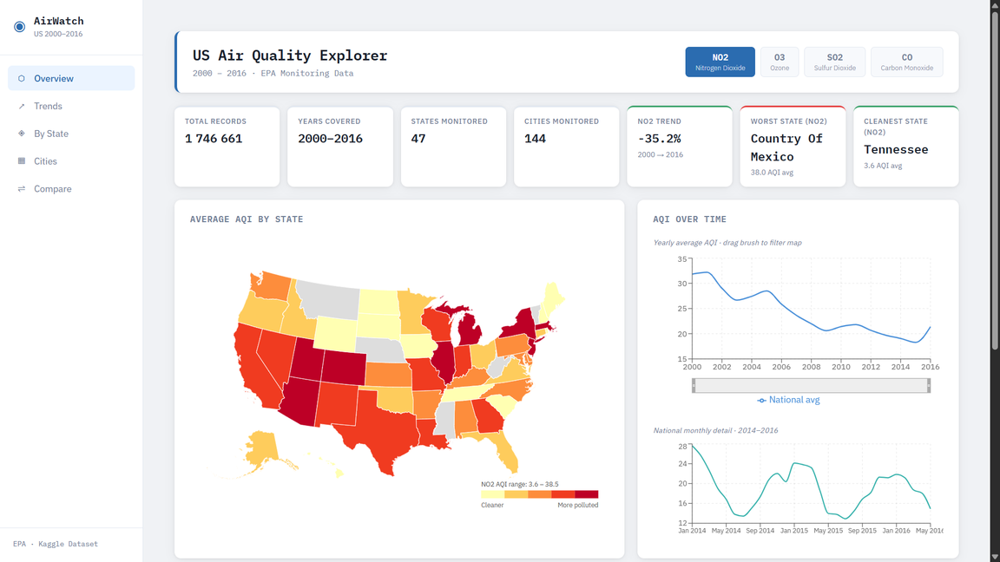 AirWatch
US 2000–2016
Overview
Trends
By State
Cities
Compare
EPA · Kaggle Dataset
US Air Quality Explorer
2000 – 2016 · EPA Monitoring Data
NO2
Nitrogen Dioxide
O3
Ozone
SO2
Sulfur Dioxide
CO
Carbon Monoxide
TOTAL RECORDS
1 746 661
YEARS COVERED
2000–2016
STATES MONITORED
47
CITIES MONITORED
144
NO2 TREND
-35.2%
2000 → 2016
WORST STATE (NO2)
Country Of
Mexico
38.0 AQI avg
CLEANEST STATE
(NO2)
Tennessee
3.6 AQI avg
AVERAGE AQI BY STATE
NO2 AQI range: 3.6 – 38.5
Cleaner
More polluted
AQI OVER TIME
Yearly average AQI · drag brush to filter map
35
30
25
20
15
2000 2002 2004 2006 2008 2010 2012 2014 2016
National avg
National monthly detail · 2014–2016
28
24
20
16
12
Jan 2014 May 2014 Sep 2014 Jan 2015 May 2015 Sep 2015 Jan 2016 May 2016